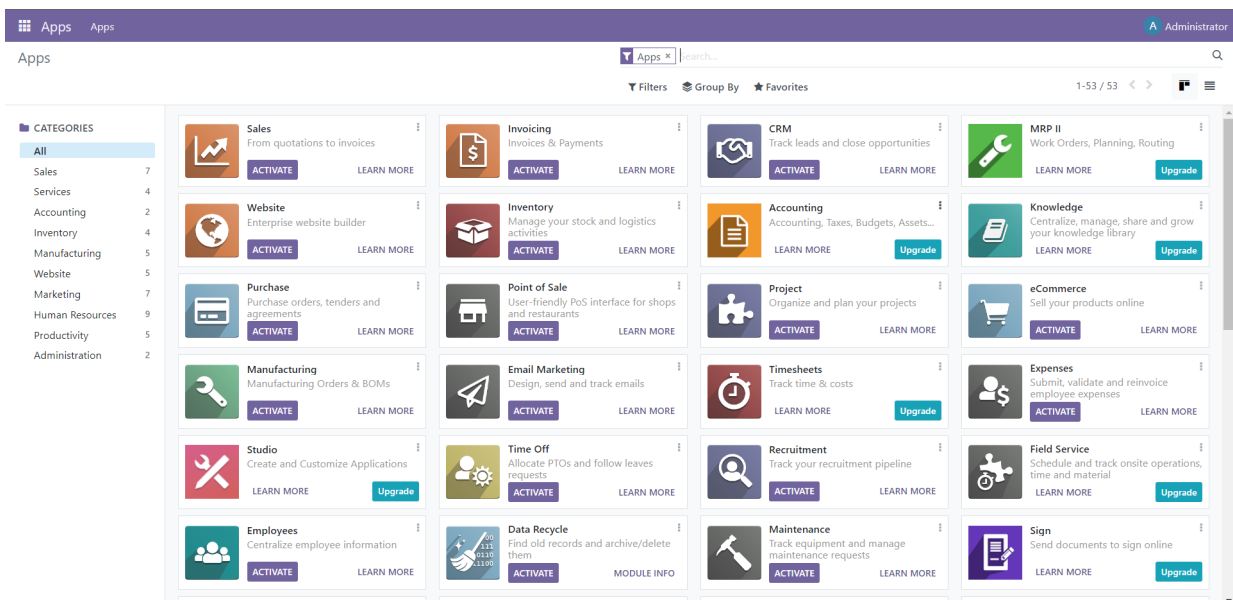 Apps Apps A Administrator
Apps
Apps × Search...
Filters Group By Favorites 1-53 / 53
CATEGORIES
All
Sales 7
Services 4
Accounting 2
Inventory 4
Manufacturing 5
Website 5
Marketing 7
Human Resources 9
Productivity 5
Administration 2
Sales
From quotations to invoices
ACTIVATE LEARN MORE
Invoicing
Invoices & Payments
ACTIVATE LEARN MORE
CRM
Track leads and close opportunities
ACTIVATE LEARN MORE
MRP II
Work Orders, Planning, Routing
LEARN MORE Upgrade
Website
Enterprise website builder
ACTIVATE LEARN MORE
Inventory
Manage your stock and logistics
activities
ACTIVATE LEARN MORE
Accounting
Accounting, Taxes, Budgets, Assets...
LEARN MORE Upgrade
Knowledge
Centralize, manage, share and grow
your knowledge library
LEARN MORE Upgrade
Purchase
Purchase orders, tenders and
agreements
ACTIVATE LEARN MORE
Point of Sale
User-friendly PoS interface for shops
and restaurants
ACTIVATE LEARN MORE
Project
Organize and plan your projects
ACTIVATE LEARN MORE
eCommerce
Sell your products online
ACTIVATE LEARN MORE
Manufacturing
Manufacturing Orders & BOMs
ACTIVATE LEARN MORE
Email Marketing
Design, send and track emails
ACTIVATE LEARN MORE
Timesheets
Track time & costs
LEARN MORE Upgrade
Expenses
Submit, validate and reinvoice
employee expenses
ACTIVATE LEARN MORE
Studio
Create and Customize Applications
LEARN MORE Upgrade
Time Off
Allocate PTOs and follow leaves
requests
ACTIVATE LEARN MORE
Recruitment
Track your recruitment pipeline
ACTIVATE LEARN MORE
Field Service
Schedule and track onsite operations,
time and material
LEARN MORE Upgrade
Employees
Centralize employee information
ACTIVATE LEARN MORE
Data Recycle
Find old records and archive/delete
them
ACTIVATE MODULE INFO
Maintenance
Track equipment and manage
maintenance requests
ACTIVATE LEARN MORE
Sign
Send documents to sign online
LEARN MORE Upgrade